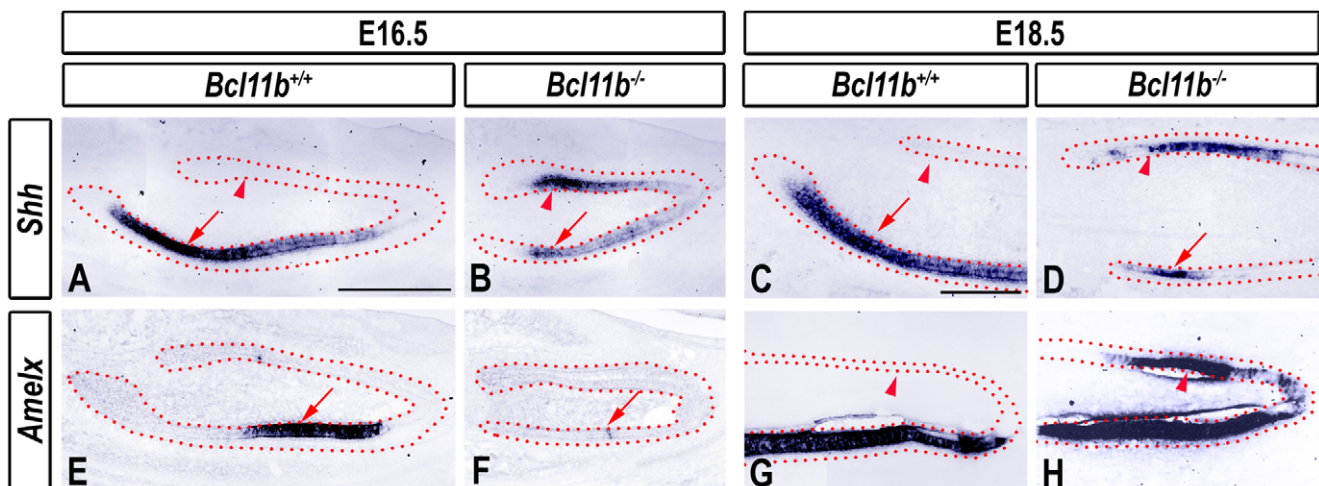 E16.5 E18.5
Bcl11b+/+ Bcl11b-/- Bcl11b+/+ Bcl11b-/-
Shh
A B C D
Amelx
E F G H